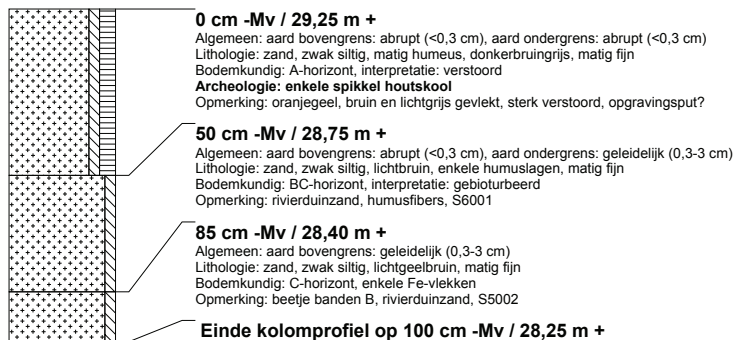 0 cm -Mv / 29,25 m +
Algemeen: aard bovengrens: abrupt (<0,3 cm), aard ondergrens: abrupt (<0,3 cm)
Lithologie: zand, zwak siltig, matig humeus, donkerbruingrijs, matig fijn
Bodemkundig: A-horizont, interpretatie: verstoord
Archeologie: enkele spikkel houtskool
Opmerking: oranjegeel, bruin en lichtgrijs gevlekt, sterk verstoord, opgravingsput?
50 cm -Mv / 28,75 m +
Algemeen: aard bovengrens: abrupt (<0,3 cm), aard ondergrens: geleidelijk (0,3-3 cm)
Lithologie: zand, zwak siltig, lichtbruin, enkele humuslagen, matig fijn
Bodemkundig: BC-horizont, interpretatie: gebioturbeerd
Opmerking: rivierduinzand, humusfibers, S6001
85 cm -Mv / 28,40 m +
Algemeen: aard bovengrens: geleidelijk (0,3-3 cm)
Lithologie: zand, zwak siltig, lichtgeelbruin, matig fijn
Bodemkundig: C-horizont, enkele Fe-vlekken
Opmerking: beetje banden B, rivierduinzand, S5002
Einde kolomprofiel op 100 cm -Mv / 28,25 m +